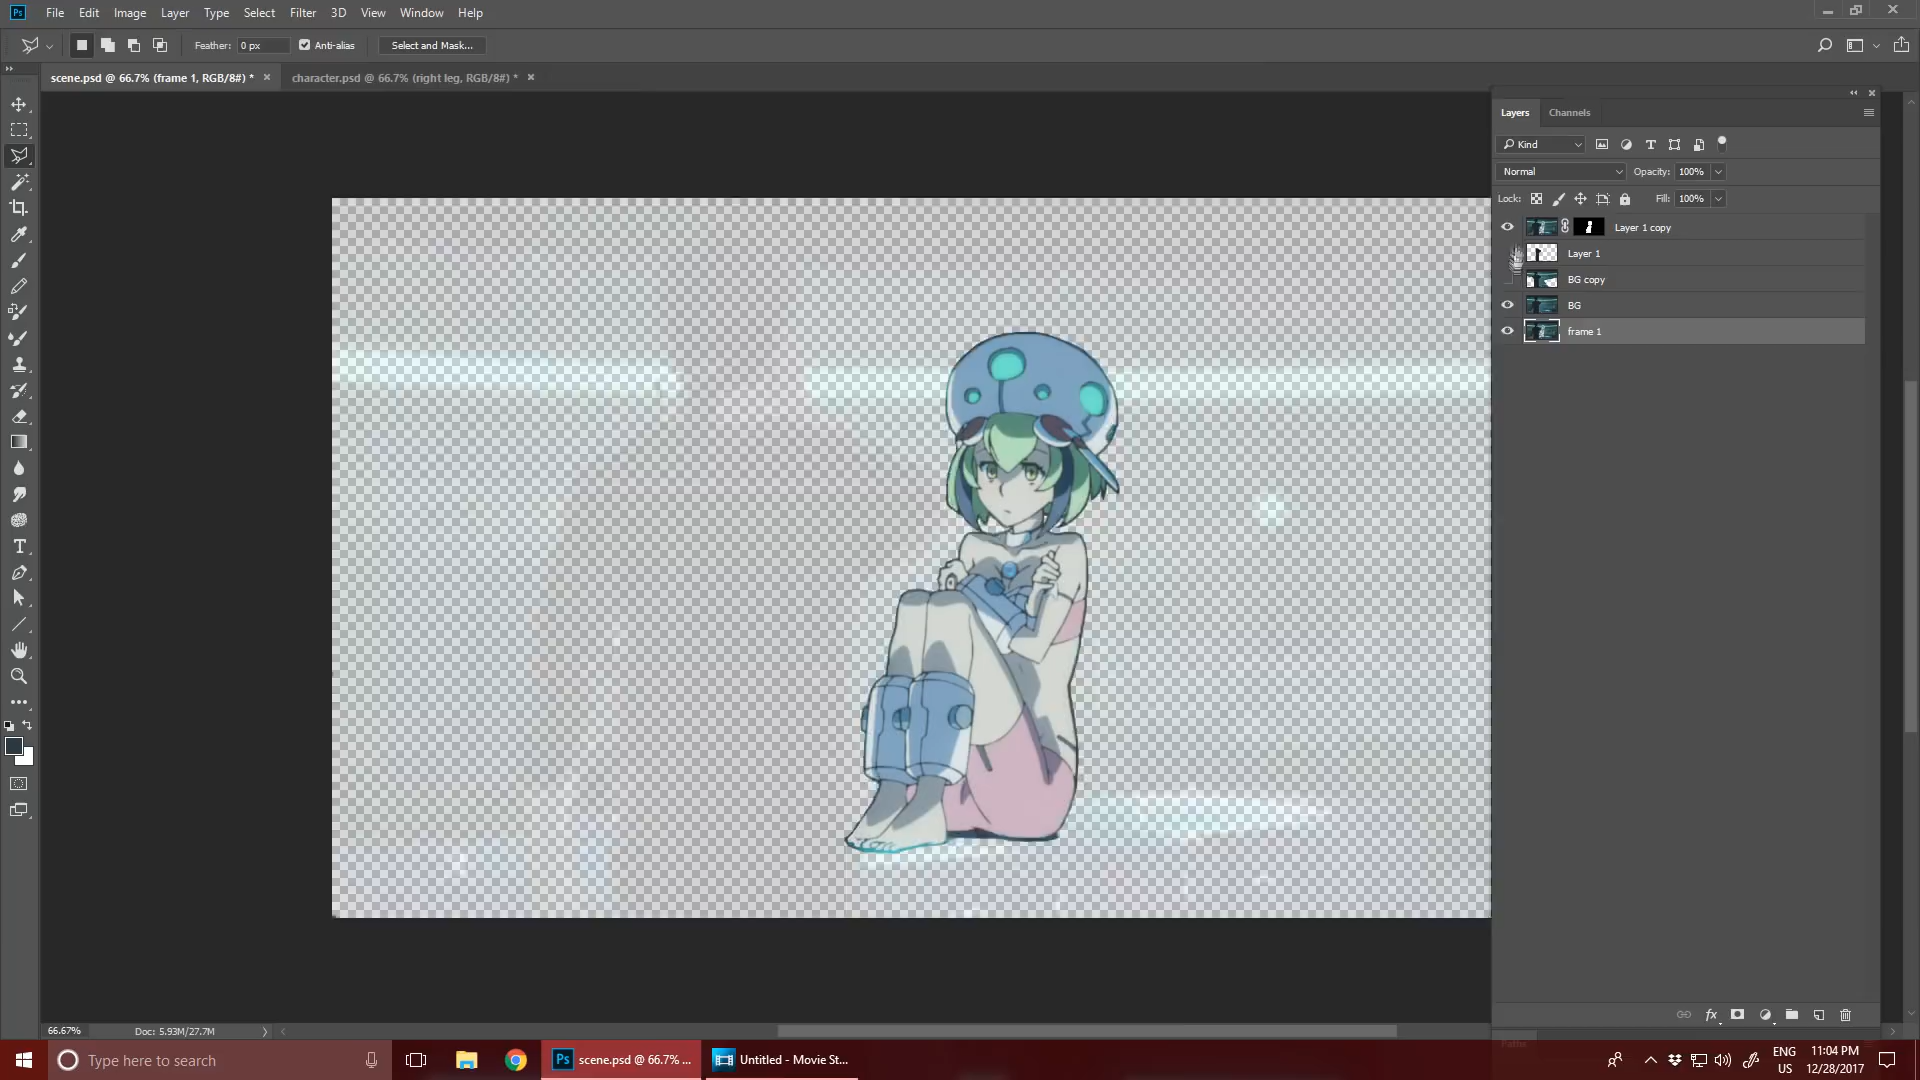 Ps File Edit Image Layer Type Select Filter 3D View Window Help
Feather: 0 px Anti-alias Select and Mask...
scene.psd @ 66.7% (frame 1, RGB/8#) * × character.psd @ 66.7% (right leg, RGB/8#) * ×
Layers Channels
Kind
Normal Opacity: 100%
Lock: Fill: 100%
Layer 1 copy
Layer 1
BG copy
BG
frame 1
fx
66.67% Doc: 5.93M/27.7M
Type here to search
Ps scene.psd @ 66.7% ...
Untitled - Movie St...
ENG
US
11:04 PM
12/28/2017